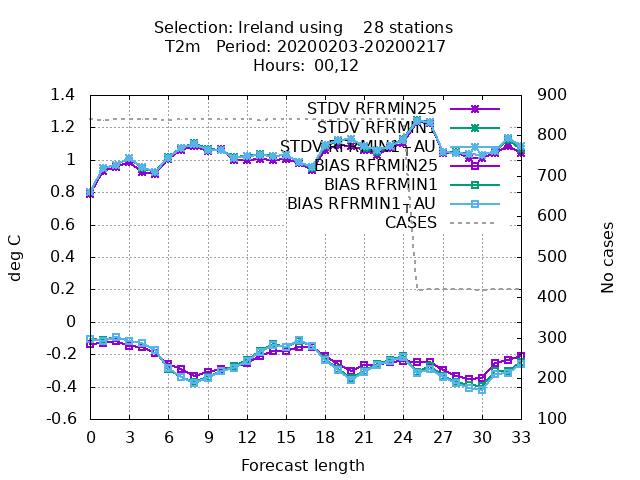 Selection: Ireland using    28 stations
T2m   Period: 20200203-20200217
Hours:  00,12
1.4
1.2
1
0.8
0.6
0.4
0.2
0
-0.2
-0.4
-0.6
deg C
STDV RFRMIN25
STDV RFRMIN1
STDV RFRMIN1_AU
BIAS RFRMIN25
BIAS RFRMIN1
BIAS RFRMIN1_AU
CASES
900
800
700
600
500
400
300
200
100
No cases
0 3 6 9 12 15 18 21 24 27 30 33
Forecast length